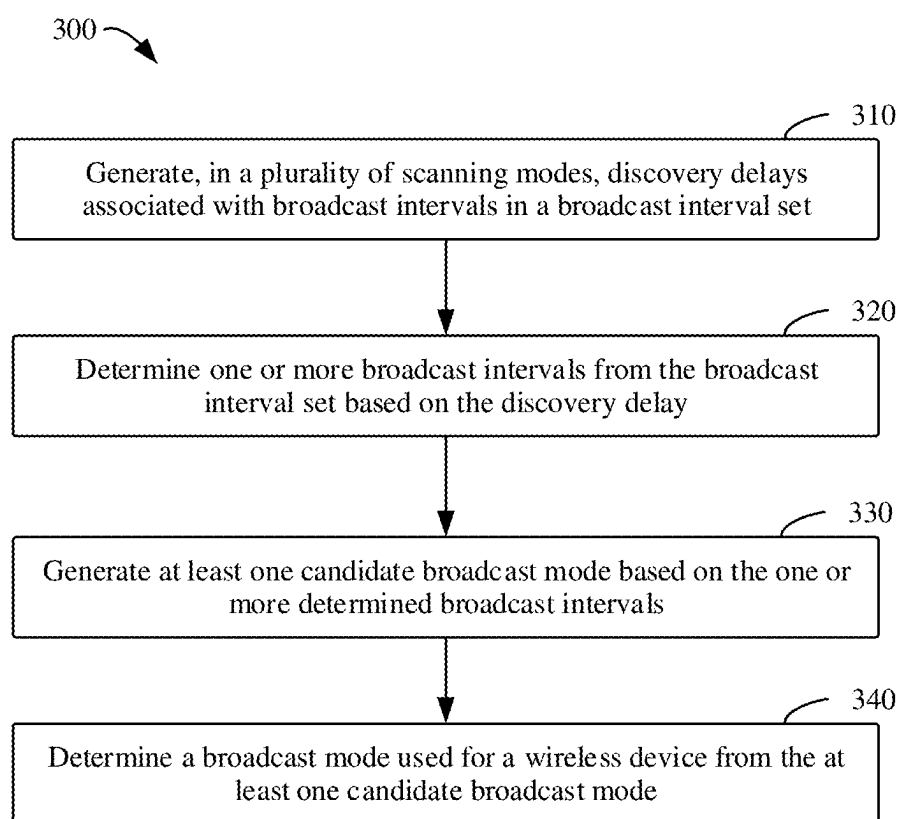 300
310
Generate, in a plurality of scanning modes, discovery delays
associated with broadcast intervals in a broadcast interval set
320
Determine one or more broadcast intervals from the broadcast
interval set based on the discovery delay
330
Generate at least one candidate broadcast mode based on the one or
more determined broadcast intervals
340
Determine a broadcast mode used for a wireless device from the at
least one candidate broadcast mode